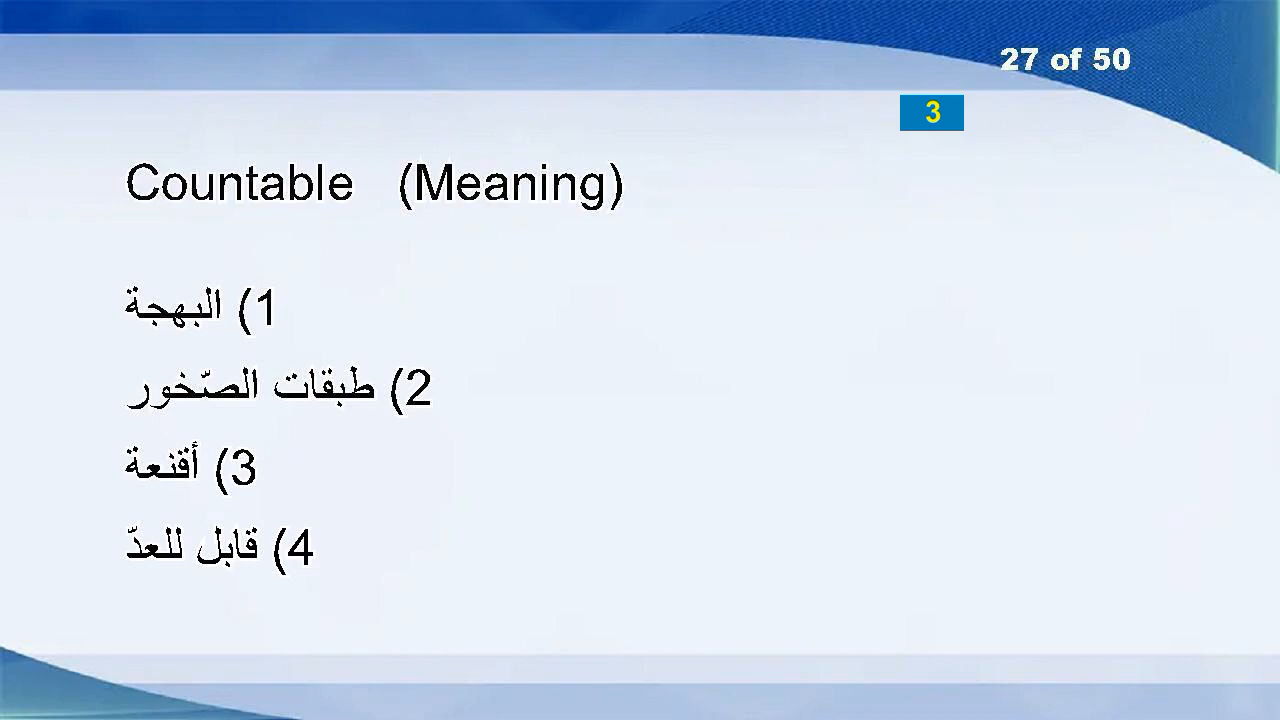 27 of 50
3
Countable (Meaning)
1) البهجة
2) طبقات الصّخور
3) أقنعة
4) قابل للعدّ